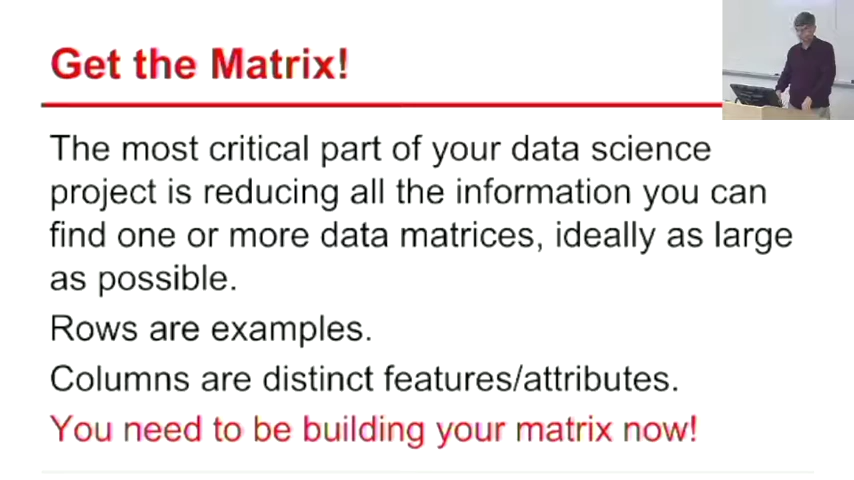 Get the Matrix!
The most critical part of your data science
project is reducing all the information you can
find one or more data matrices, ideally as large
as possible.
Rows are examples.
Columns are distinct features/attributes.
You need to be building your matrix now!